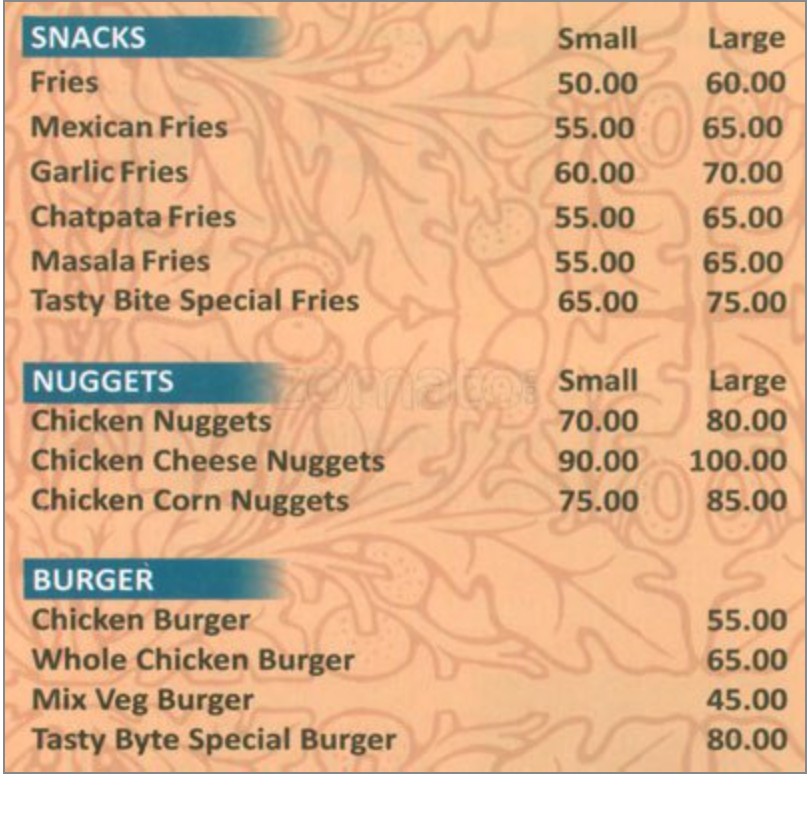 SNACKS Small Large
Fries 50.00 60.00
Mexican Fries 55.00 65.00
Garlic Fries 60.00 70.00
Chatpata Fries 55.00 65.00
Masala Fries 55.00 65.00
Tasty Bite Special Fries 65.00 75.00
NUGGETS zomato.com Small Large
Chicken Nuggets 70.00 80.00
Chicken Cheese Nuggets 90.00 100.00
Chicken Corn Nuggets 75.00 85.00
BURGER
Chicken Burger 55.00
Whole Chicken Burger 65.00
Mix Veg Burger 45.00
Tasty Byte Special Burger 80.00